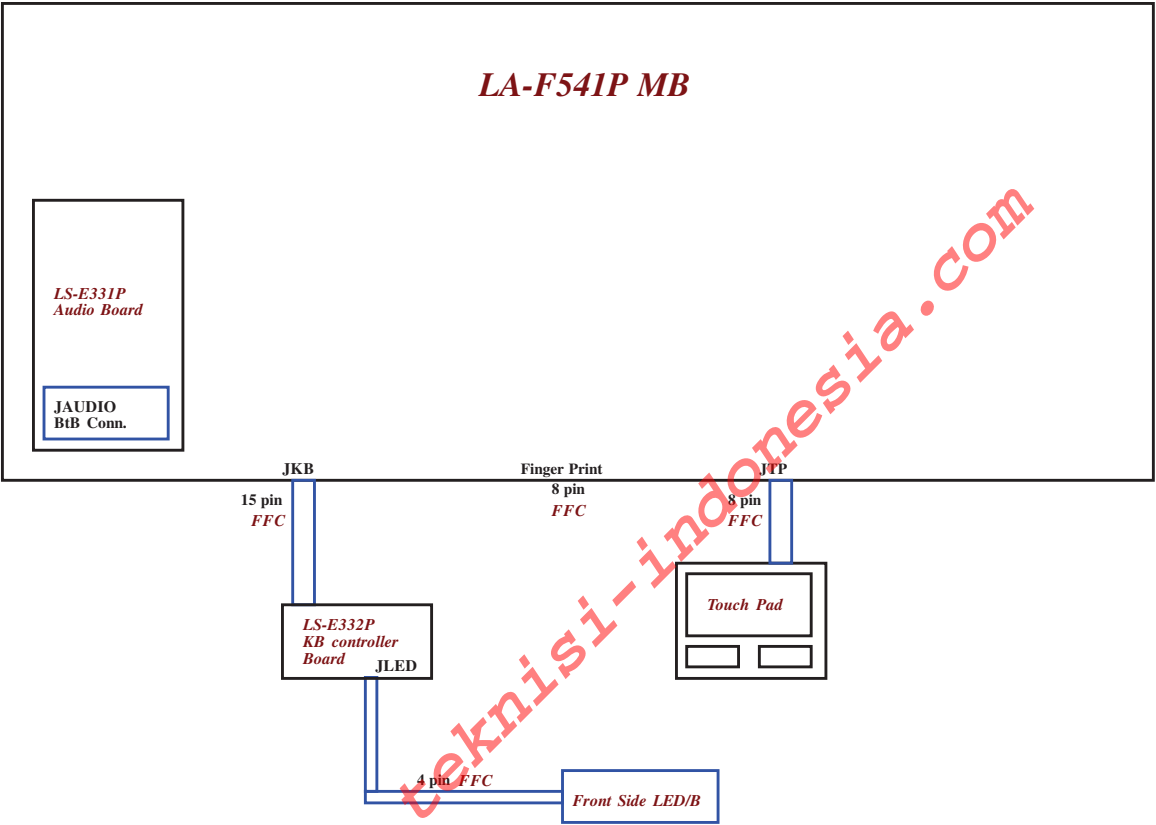 LA-F541P MB
LS-E331P
Audio Board
JAUDIO
BtB Conn.
JKB
Finger Print
JTP
15 pin
FFC
8 pin
FFC
8 pin
FFC
LS-E332P
KB controller
Board
JLED
Touch Pad
4 pin FFC
Front Side LED/B
teknisi-indonesia.com